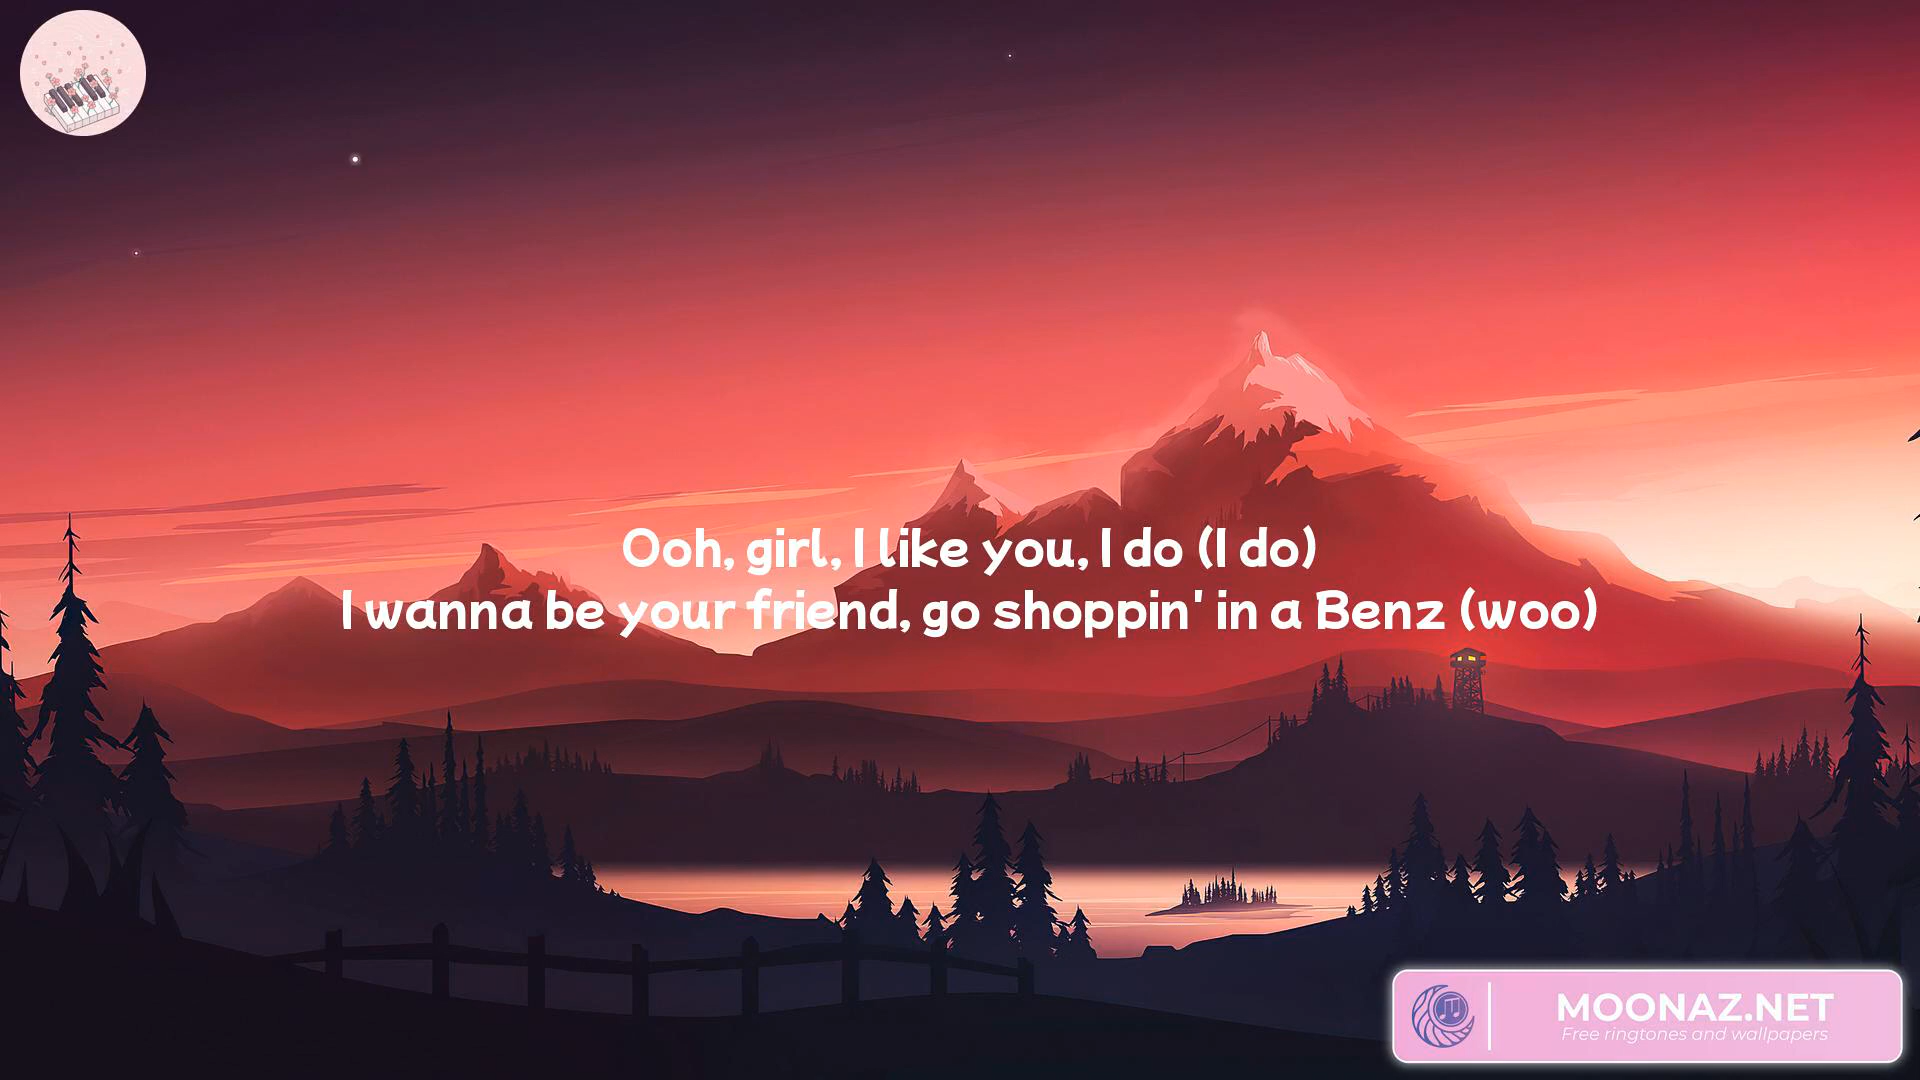 Ooh, girl, I like you, I do (I do)
I wanna be your friend, go shoppin' in a Benz (woo)
MOONAZ.NET
Free ringtones and wallpapers